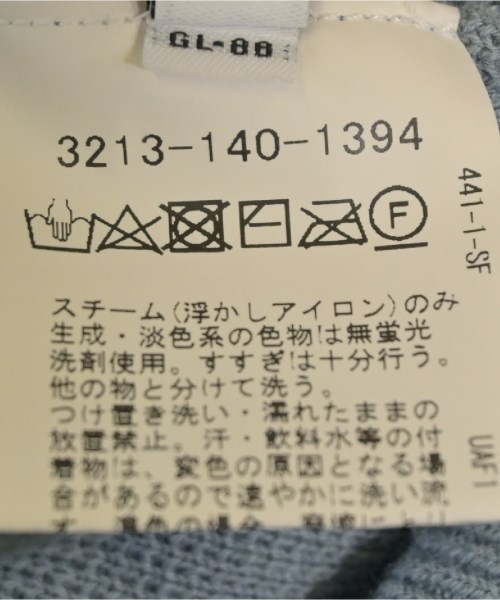 GL-88
3213-140-1394
F
441-1-SF
スチーム(浮かしアイロン)のみ
生成・淡色系の色物は無蛍光
洗剤使用。すすぎは十分行う。
他の物と分けて洗う。
つけ置き洗い・濡れたままの
放置禁止。汗・飲料水等の付
着物は、変色の原因となる場
合があるので速やかに洗い流
す
UAF1